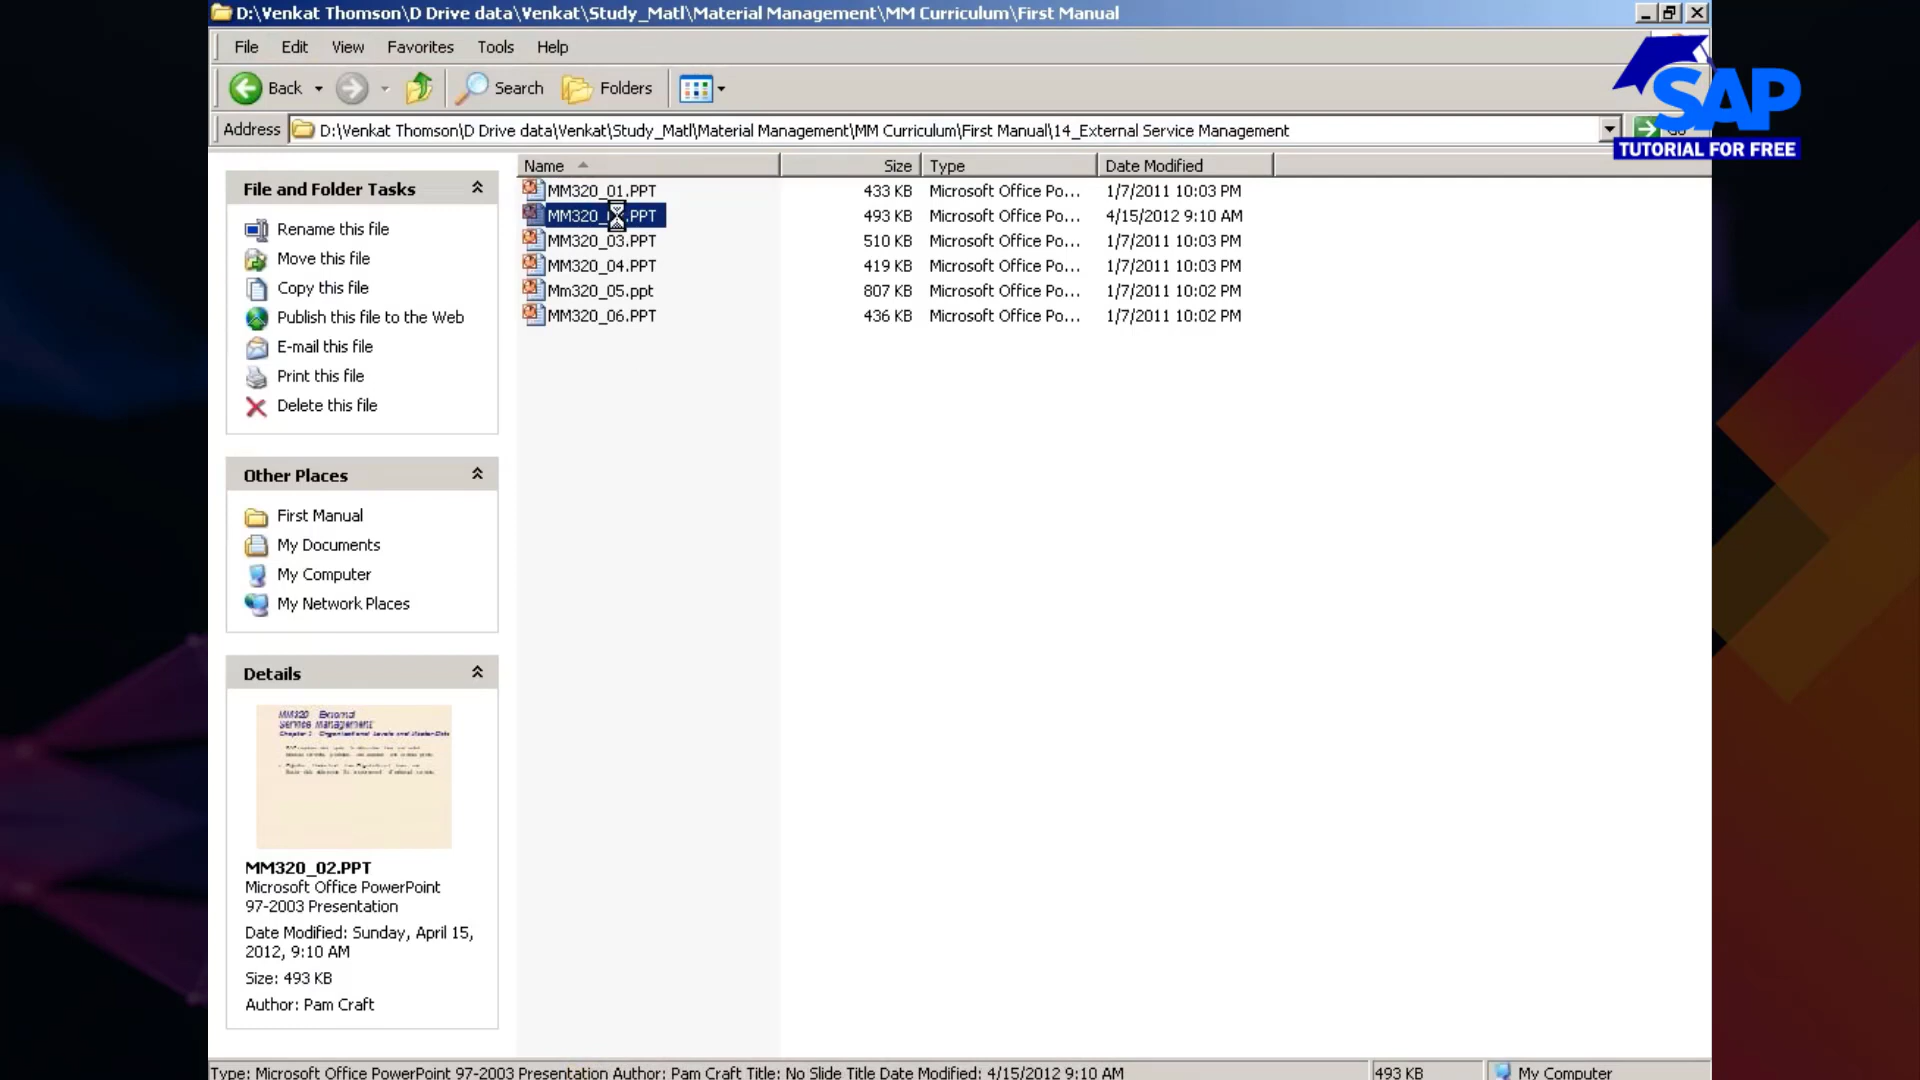 D:\Venkat Thomson\D Drive data\Venkat\Study_Matl\Material Management\MM Curriculum\First Manual
File Edit View Favorites Tools Help
Back Search Folders
Address D:\Venkat Thomson\D Drive data\Venkat\Study_Matl\Material Management\MM Curriculum\First Manual\14_External Service Management
SAP
TUTORIAL FOR FREE
Name Size Type Date Modified
MM320_01.PPT 433 KB Microsoft Office Po... 1/7/2011 10:03 PM
MM320_ .PPT 493 KB Microsoft Office Po... 4/15/2012 9:10 AM
MM320_03.PPT 510 KB Microsoft Office Po... 1/7/2011 10:03 PM
MM320_04.PPT 419 KB Microsoft Office Po... 1/7/2011 10:03 PM
Mm320_05.ppt 807 KB Microsoft Office Po... 1/7/2011 10:02 PM
MM320_06.PPT 436 KB Microsoft Office Po... 1/7/2011 10:02 PM
File and Folder Tasks
Rename this file
Move this file
Copy this file
Publish this file to the Web
E-mail this file
Print this file
Delete this file
Other Places
First Manual
My Documents
My Computer
My Network Places
Details
MM320 External
Service Management
MM320_02.PPT
Microsoft Office PowerPoint
97-2003 Presentation
Date Modified: Sunday, April 15,
2012, 9:10 AM
Size: 493 KB
Author: Pam Craft
Type: Microsoft Office PowerPoint 97-2003 Presentation Author: Pam Craft Title: No Slide Title Date Modified: 4/15/2012 9:10 AM 493 KB My Computer